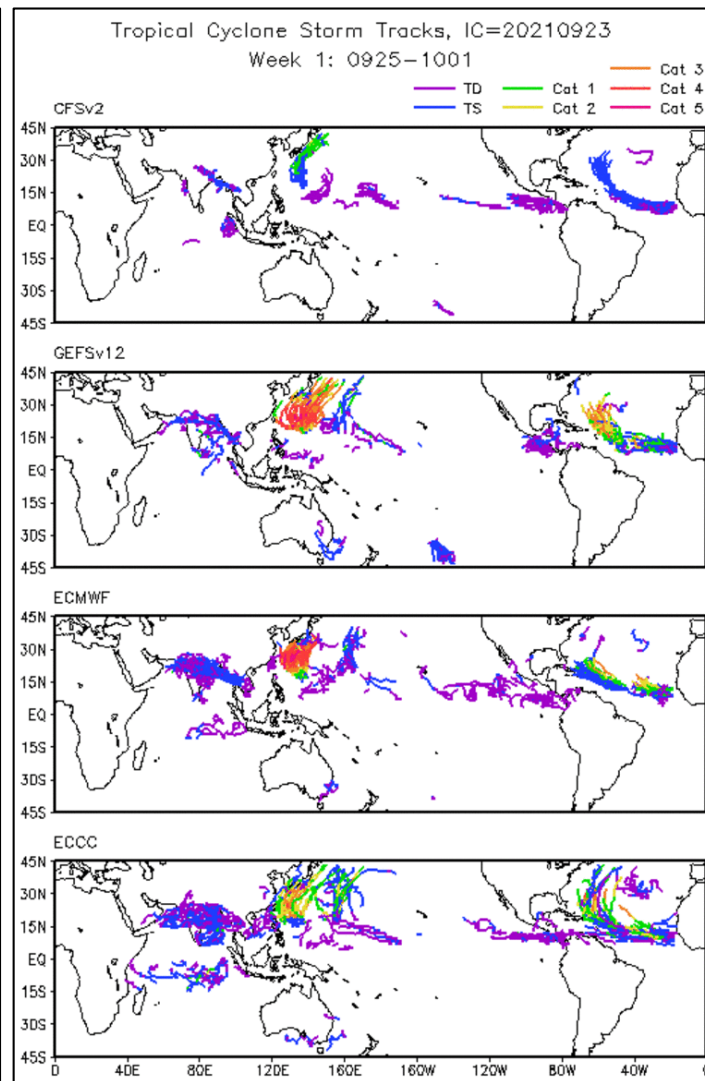 Tropical Cyclone Storm Tracks, IC=20210923
Week 1: 0925-1001
Cat 3
TD Cat 1 Cat 4
TS Cat 2 Cat 5
CFSv2
45N
30N
15N
EQ
15S
30S
45S
GEFSv12
45N
30N
15N
EQ
15S
30S
45S
ECMWF
45N
30N
15N
EQ
15S
30S
45S
ECCC
45N
30N
15N
EQ
15S
30S
45S
0 40E 80E 120E 160E 160W 120W 80W 40W